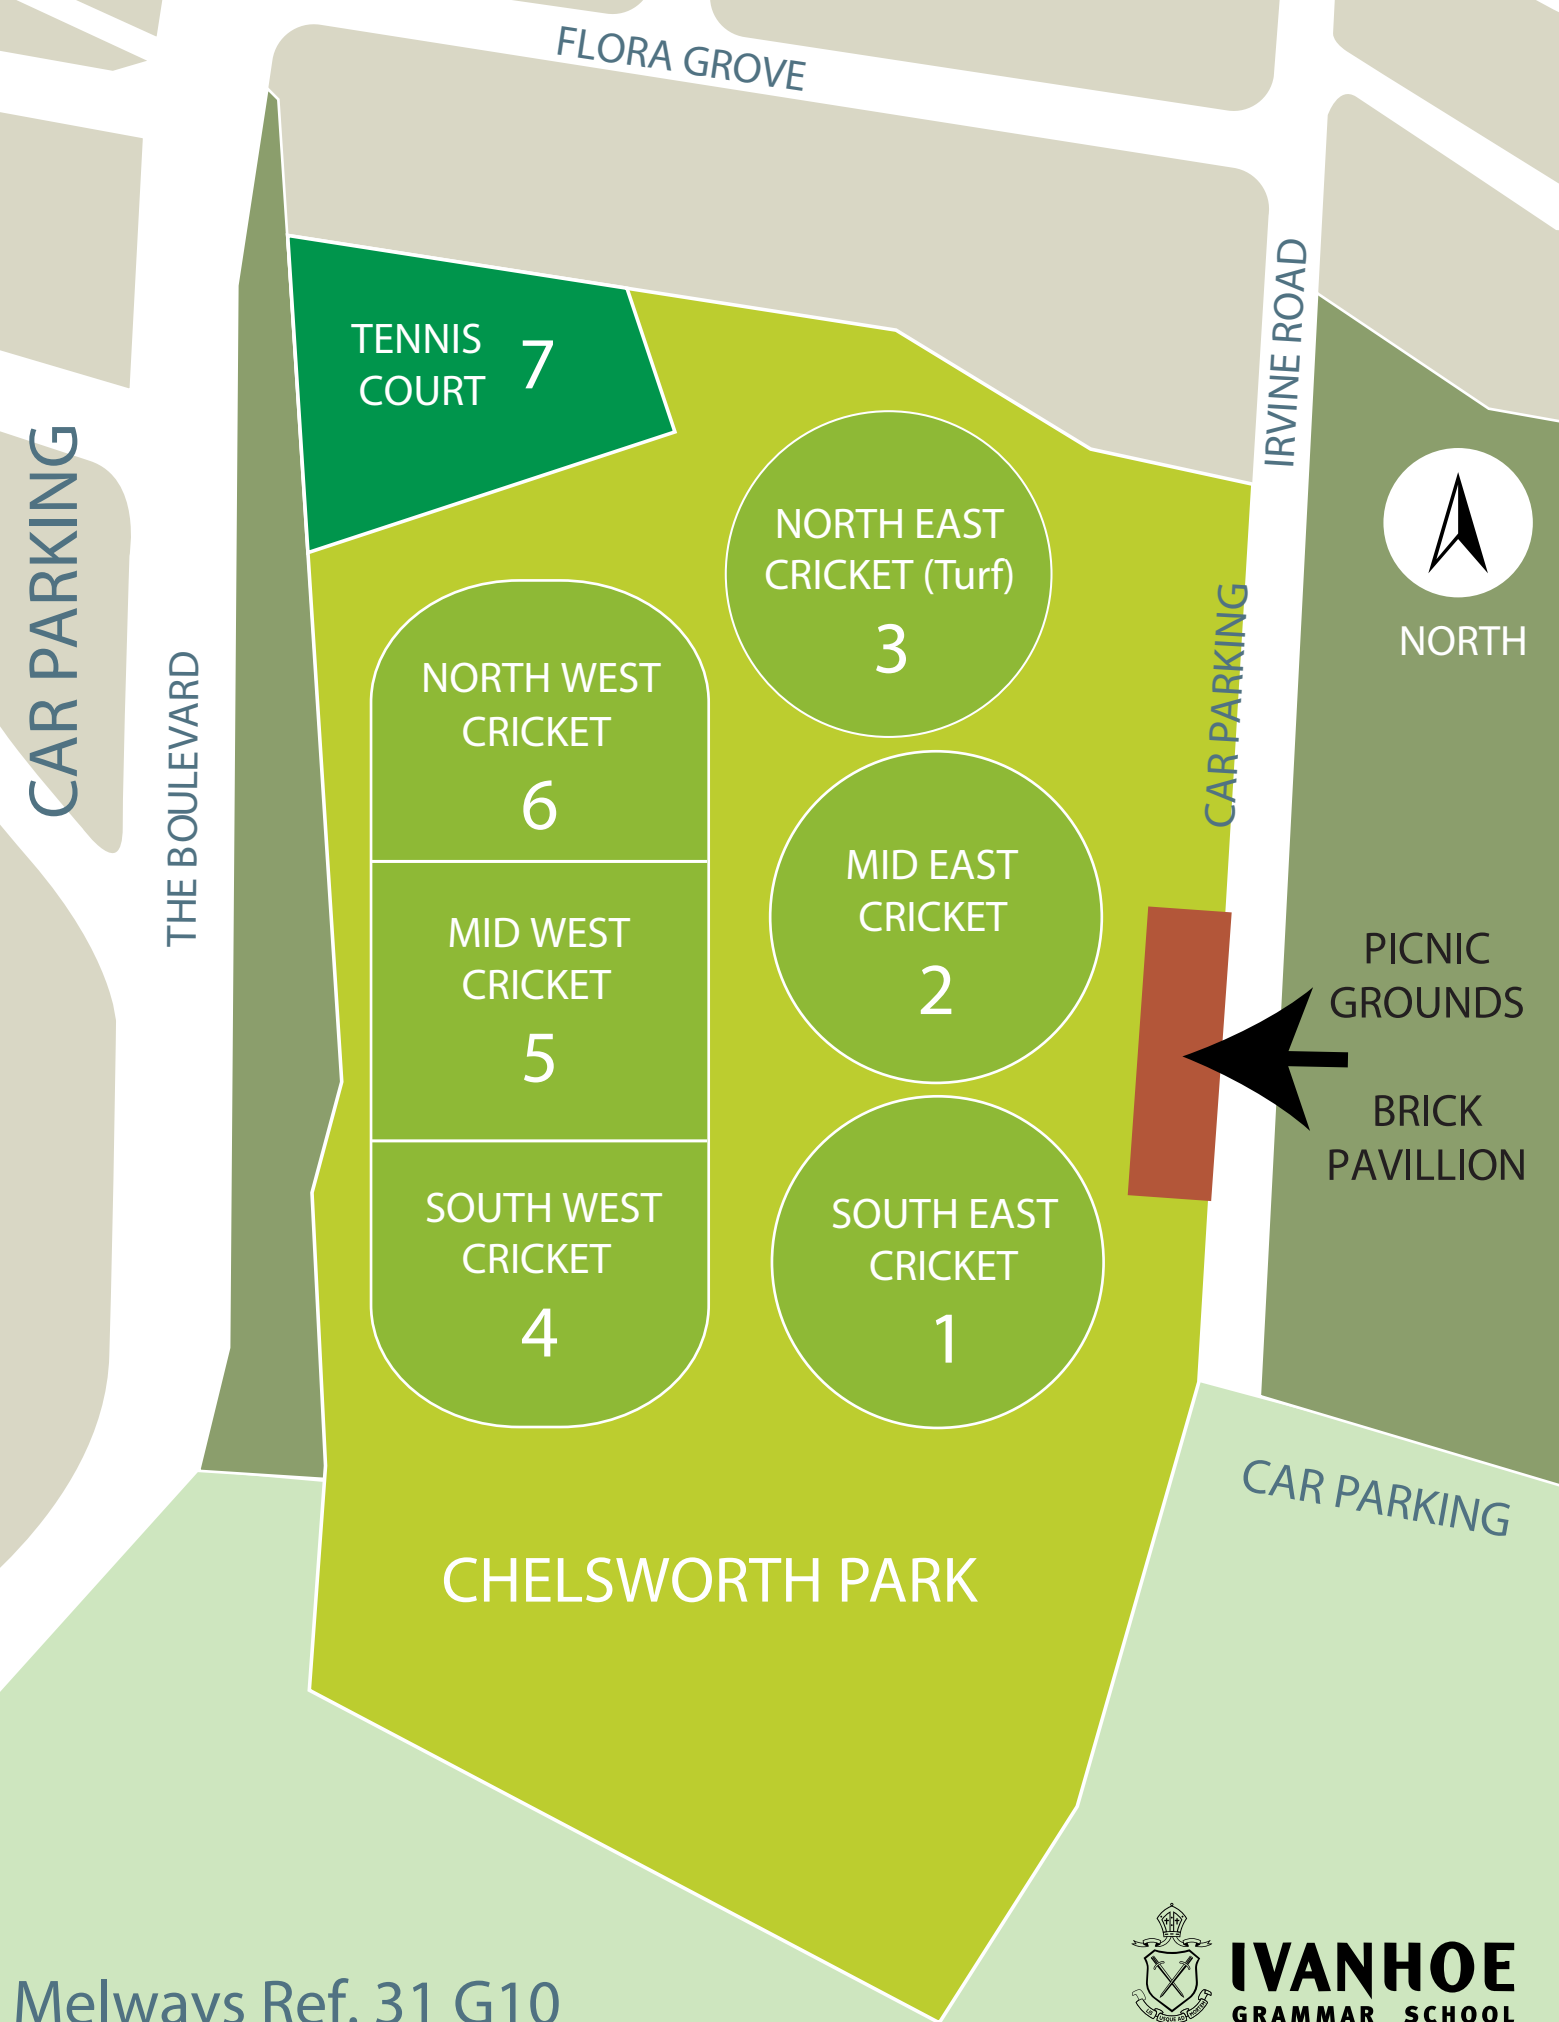 FLORA GROVE
IRVINE ROAD
TENNIS
COURT
7
CAR PARKING
THE BOULEVARD
NORTH EAST
CRICKET (Turf)
3
NORTH
CAR PARKING
NORTH WEST
CRICKET
6
MID EAST
CRICKET
2
MID WEST
CRICKET
5
PICNIC
GROUNDS
BRICK
PAVILLION
SOUTH WEST
CRICKET
4
SOUTH EAST
CRICKET
1
CAR PARKING
CHELSWORTH PARK
Melways Ref. 31 G10
IVANHOE
GRAMMAR SCHOOL